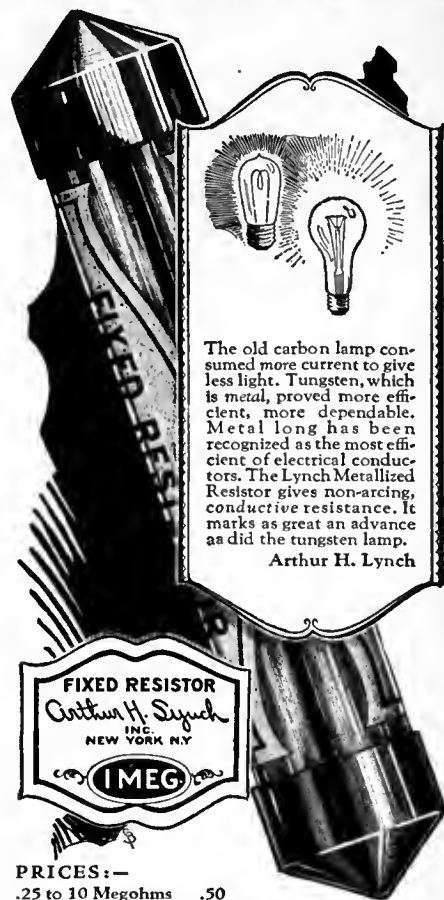 The old carbon lamp con-
sumed more current to give
less light. Tungsten, which
is metal, proved more effi-
cient, more dependable.
Metal long has been
recognized as the most effi-
cient of electrical conduc-
tors. The Lynch Metallized
Resistor gives non-arcing,
conductive resistance. It
marks as great an advance
as did the tungsten lamp.
Arthur H. Lynch
FIXED RESIS
R
FIXED RESISTOR
Arthur H. Lynch
INC.
NEW YORK N.Y
1 MEG.
PRICES:—
.25 to 10 Megohms .50